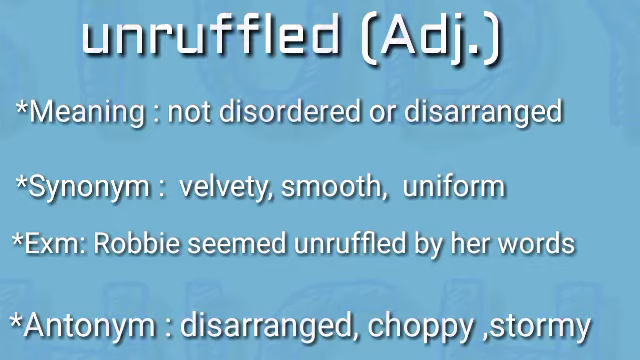 unruffled (Adj.)
*Meaning : not disordered or disarranged
*Synonym : velvety, smooth, uniform
*Exm: Robbie seemed unruffled by her words
*Antonym : disarranged, choppy ,stormy